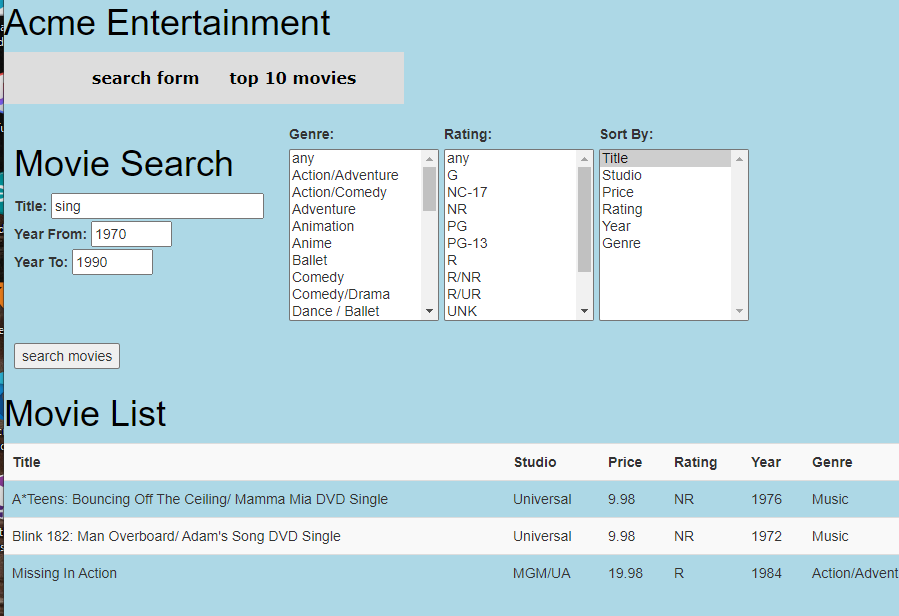 Acme Entertainment
search form top 10 movies
Movie Search
Title: sing
Year From: 1970
Year To: 1990
Genre:
any
Action/Adventure
Action/Comedy
Adventure
Animation
Anime
Ballet
Comedy
Comedy/Drama
Dance / Ballet
Rating:
any
G
NC-17
NR
PG
PG-13
R
R/NR
R/UR
UNK
Sort By:
Title
Studio
Price
Rating
Year
Genre
search movies
Movie List
Title Studio Price Rating Year Genre
A*Teens: Bouncing Off The Ceiling/ Mamma Mia DVD Single Universal 9.98 NR 1976 Music
Blink 182: Man Overboard/ Adam's Song DVD Single Universal 9.98 NR 1972 Music
Missing In Action MGM/UA 19.98 R 1984 Action/Advent